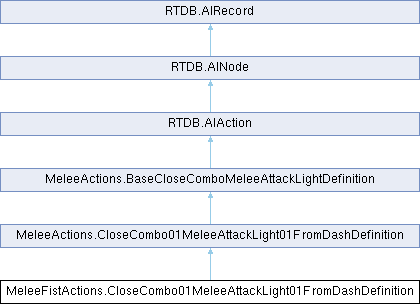 RTDB.AIRecord
RTDB.AINode
RTDB.AIAction
MeleeActions.BaseCloseComboMeleeAttackLightDefinition
MeleeActions.CloseCombo01MeleeAttackLight01FromDashDefinition
MeleeFistActions.CloseCombo01MeleeAttackLight01FromDashDefinition